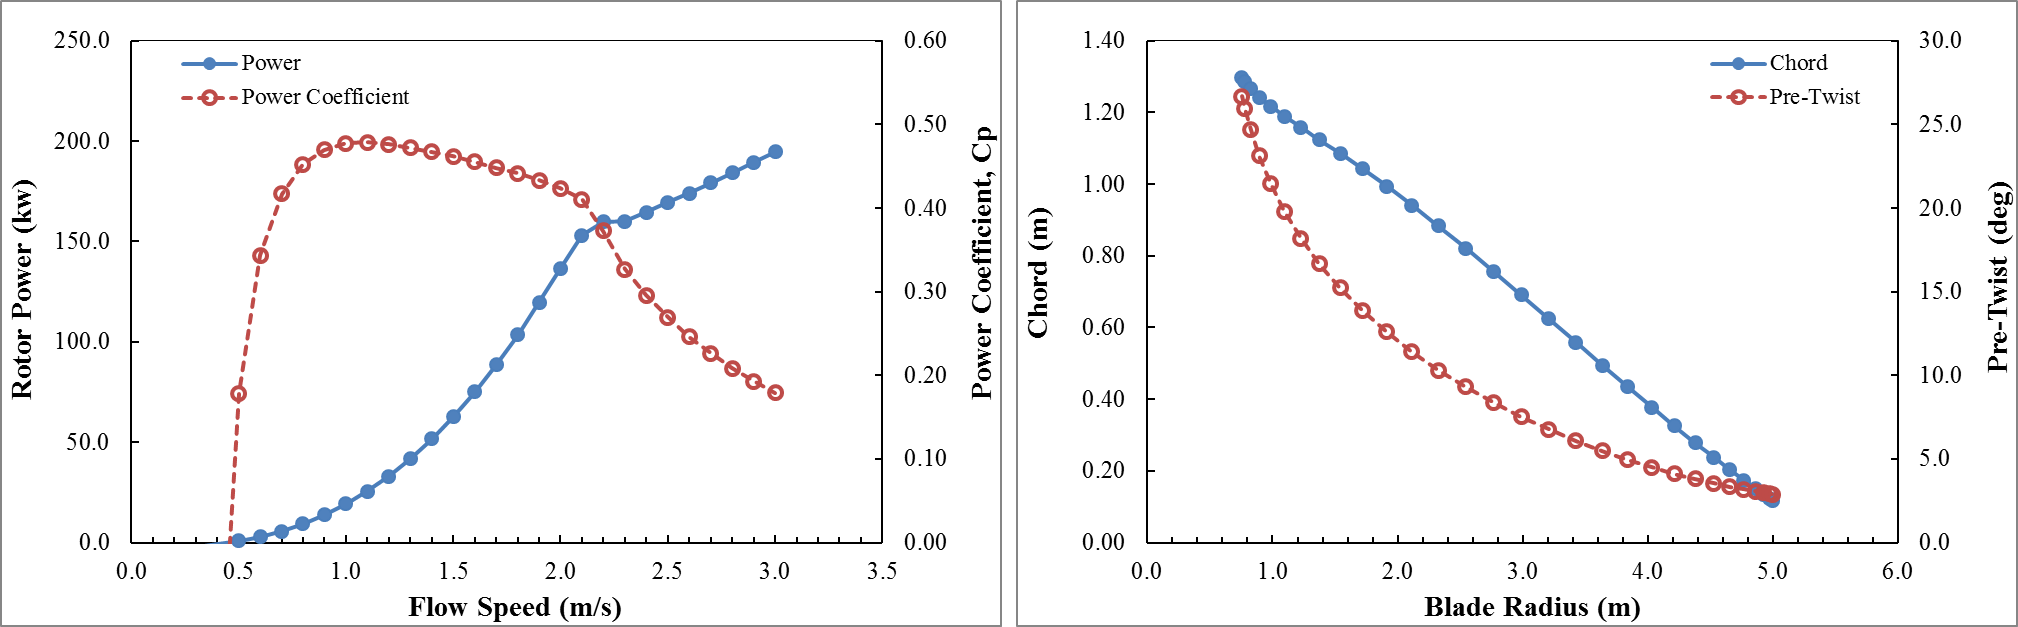 250.0
200.0
150.0
100.0
50.0
0.0
Rotor Power (kw)
Power
Power Coefficient
0.60
0.50
0.40
0.30
0.20
0.10
0.00
Power Coefficient, Cp
0.0 0.5 1.0 1.5 2.0 2.5 3.0 3.5
Flow Speed (m/s)
1.40
1.20
1.00
0.80
0.60
0.40
0.20
0.00
Chord (m)
Chord
Pre-Twist
30.0
25.0
20.0
15.0
10.0
5.0
0.0
Pre-Twist (deg)
0.0 1.0 2.0 3.0 4.0 5.0 6.0
Blade Radius (m)